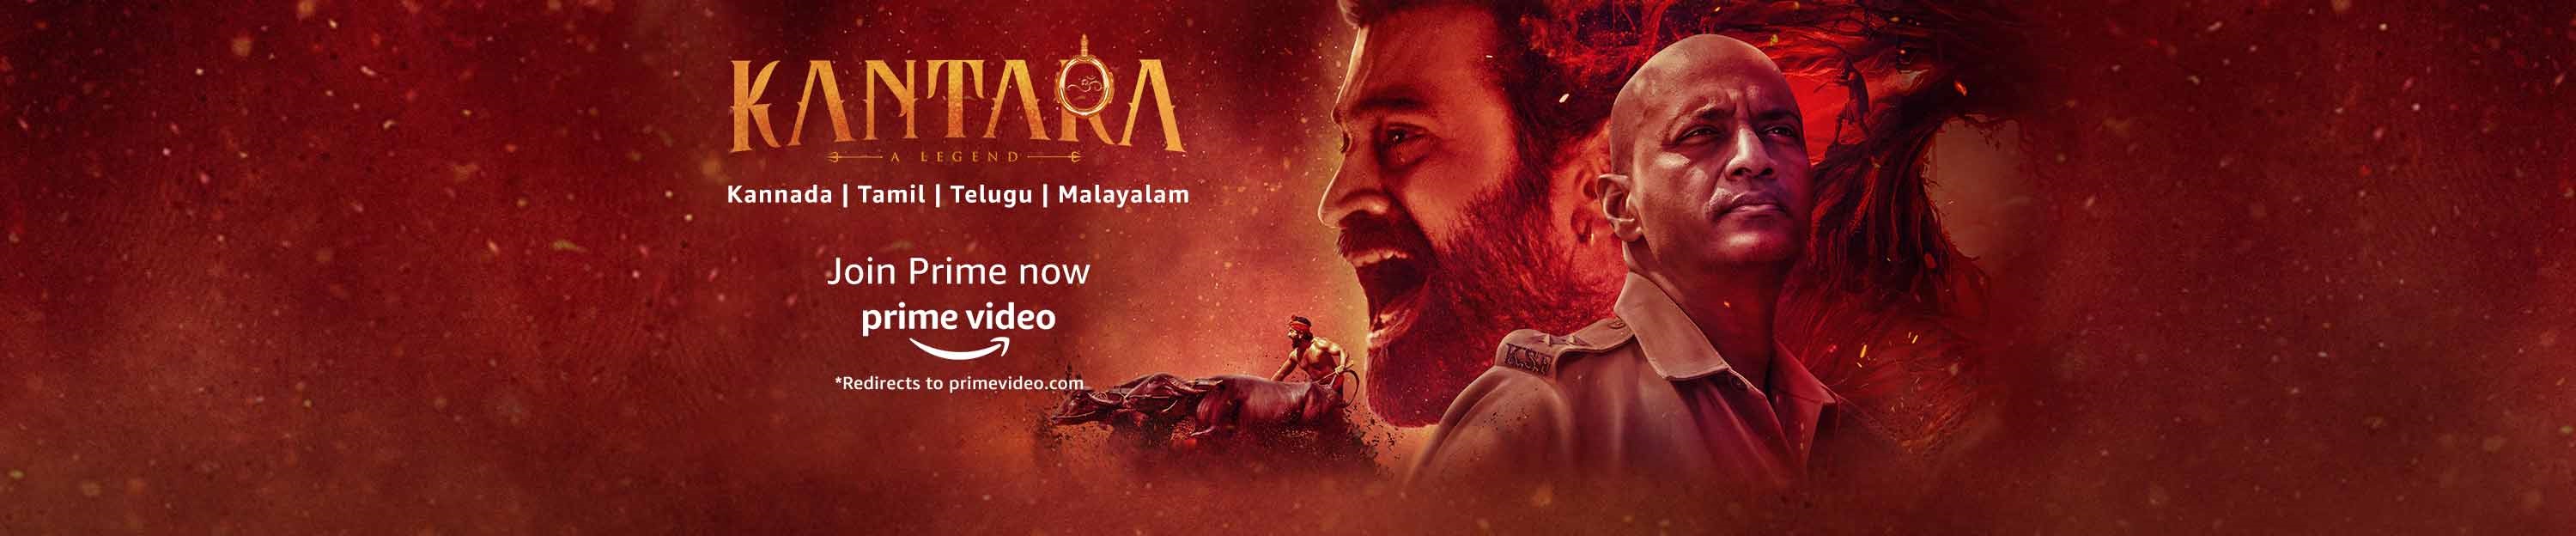 KANTARA
A LEGEND
Kannada | Tamil | Telugu | Malayalam
Join Prime now
prime video
*Redirects to primevideo.com
K.S.F